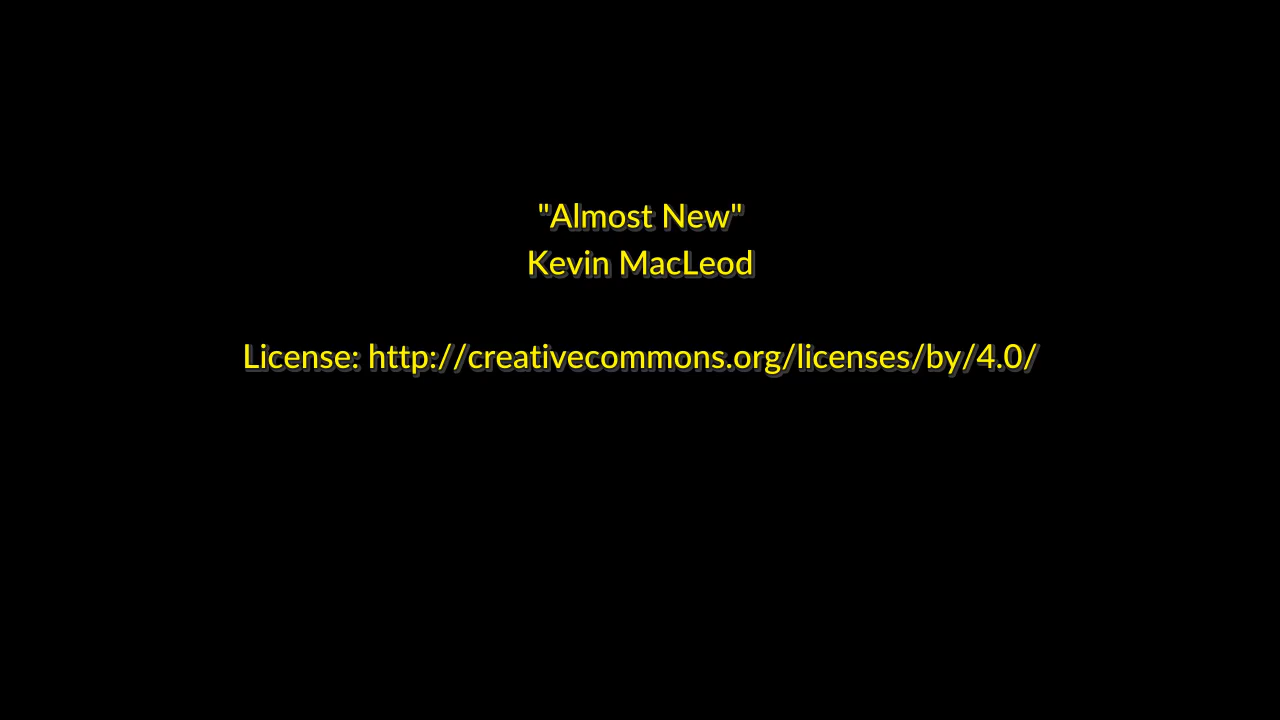 "Almost New"
Kevin MacLeod
License: http://creativecommons.org/licenses/by/4.0/